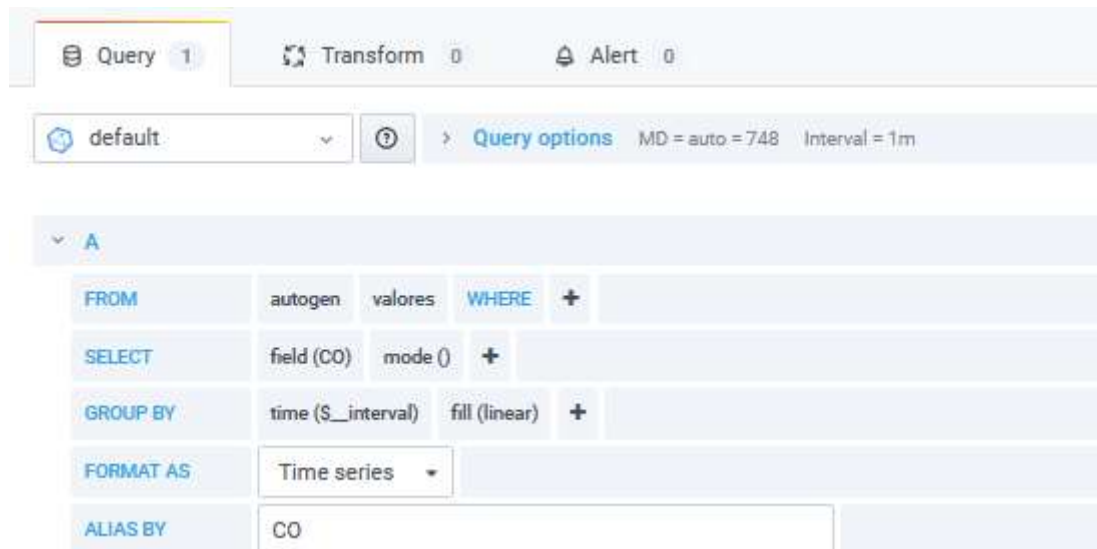 Query 1 Transform 0 Alert 0
default Query options MD = auto = 748 Interval = 1m
A
FROM autogen valores WHERE +
SELECT field (CO) mode () +
GROUP BY time ($__interval) fill (linear) +
FORMAT AS Time series
ALIAS BY CO